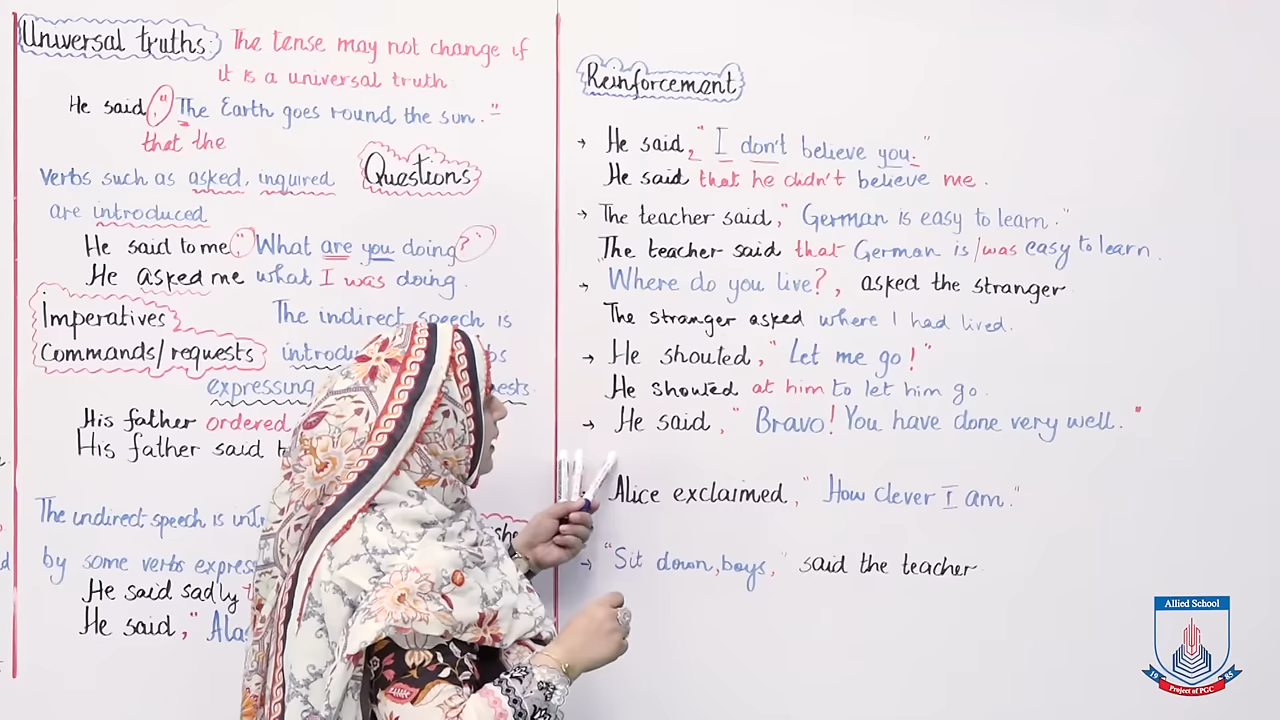 Universal truths: The tense may not change if
it is a universal truth
He said, " The Earth goes round the sun. "
that the
verbs such as asked, inquired
Questions
are introduced
He said to me, " What are you doing? "
He asked me what I was doing.
Imperatives
Commands/requests
The indirect speech is
expressing
His father ordered
His father said
The indirect speech is
by some verbs
He said sadly
He said, "
Reinforcement
→ He said, " I don't believe you. "
He said that he didn't believe me.
→ The teacher said, " German is easy to learn. "
The teacher said that German is/was easy to learn.
→ Where do you live?, asked the stranger
The stranger asked where I had lived.
→ He shouted, " Let me go! "
He shouted at him to let him go.
→ He said, " Bravo! You have done very well. "
Alice exclaimed, " How clever I am. "
→ "Sit down, boys, " said the teacher
Allied School
19 85
Project of PGC